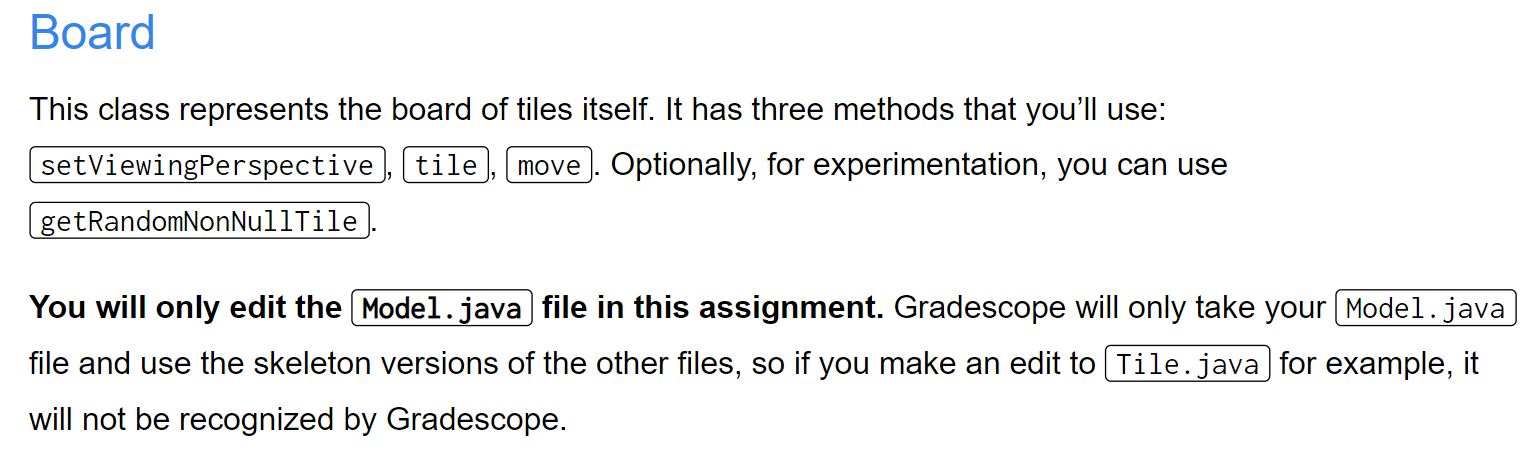 Board
This class represents the board of tiles itself. It has three methods that you’ll use:
setViewingPerspective, tile, move. Optionally, for experimentation, you can use
getRandomNonNullTile.
You will only edit the Model.java file in this assignment. Gradescope will only take your Model.java
file and use the skeleton versions of the other files, so if you make an edit to Tile.java for example, it
will not be recognized by Gradescope.